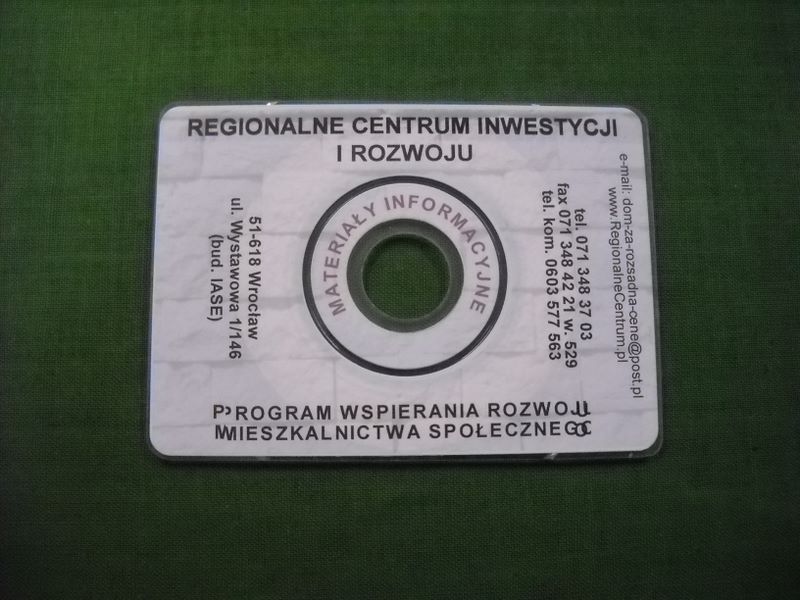 REGIONALNE CENTRUM INWESTYCJI
I ROZWOJU
MATERIAŁY INFORMACYJNE
51-618 Wrocław
ul. Wystawowa 1/146
(bud. IASE)
tel. 071 348 37 03
fax 071 348 42 21 w. 529
tel. kom. 0603 577 563
e-mail: dom-za-rozsadna-cene@post.pl
www.RegionalneCentrum.pl
PROGRAM WSPIERANIA ROZWOJU
MIESZKALNICTWA SPOŁECZNEGO